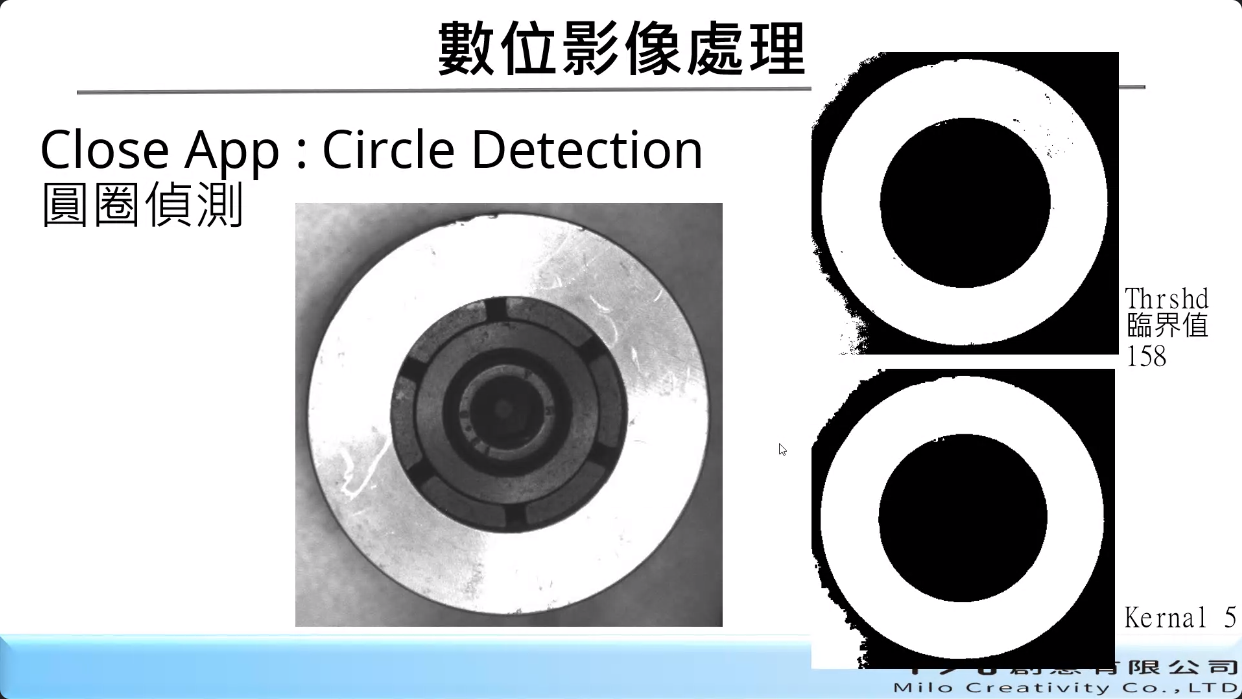 數位影像處理
Close App : Circle Detection
圓圈偵測
Thrshd
臨界值
158
Kernal 5
創意有限公司
Milo Creativity Co.,LTD